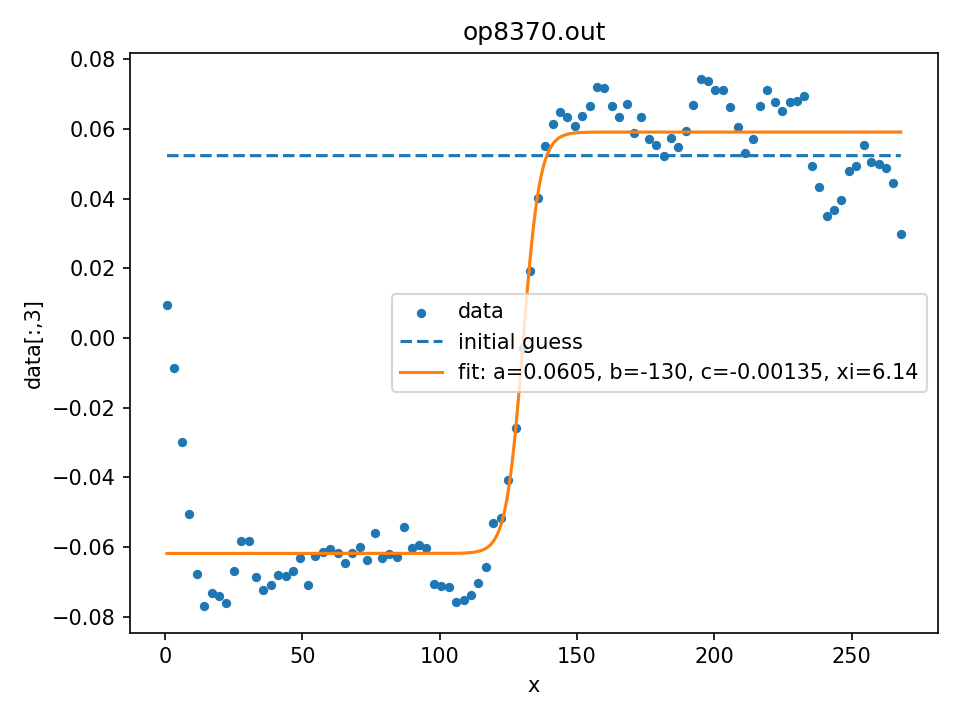 op8370.out
0.08
0.06
0.04
0.02
0.00
−0.02
−0.04
−0.06
−0.08
data[:,3]
data
initial guess
fit: a=0.0605, b=-130, c=-0.00135, xi=6.14
0 50 100 150 200 250
x